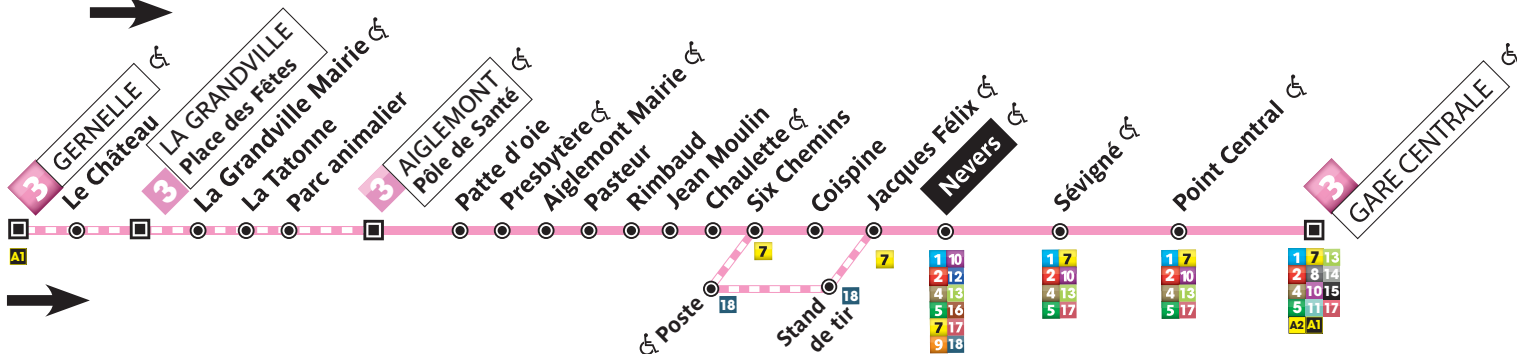 3
GERNELLE
Le Château
3
LA GRANDVILLE
Place des Fêtes
La Grandville Mairie
La Tatonne
Parc animalier
3
AIGLEMONT
Pôle de Santé
Patte d'oie
Presbytère
Aiglemont Mairie
Pasteur
Rimbaud
Jean Moulin
Chaulette
Six Chemins
Coispine
Jacques Félix
Nevers
Sévigné
Point Central
3
GARE CENTRALE
A1
7
7
Poste
18
Stand
de tir
18
1 10
2 12
4 13
5 16
7 17
9 18
1 7
2 10
4 13
5 17
1 7
2 10
4 13
5 17
1 7 13
2 8 14
4 10 15
5 11 17
A2 A1